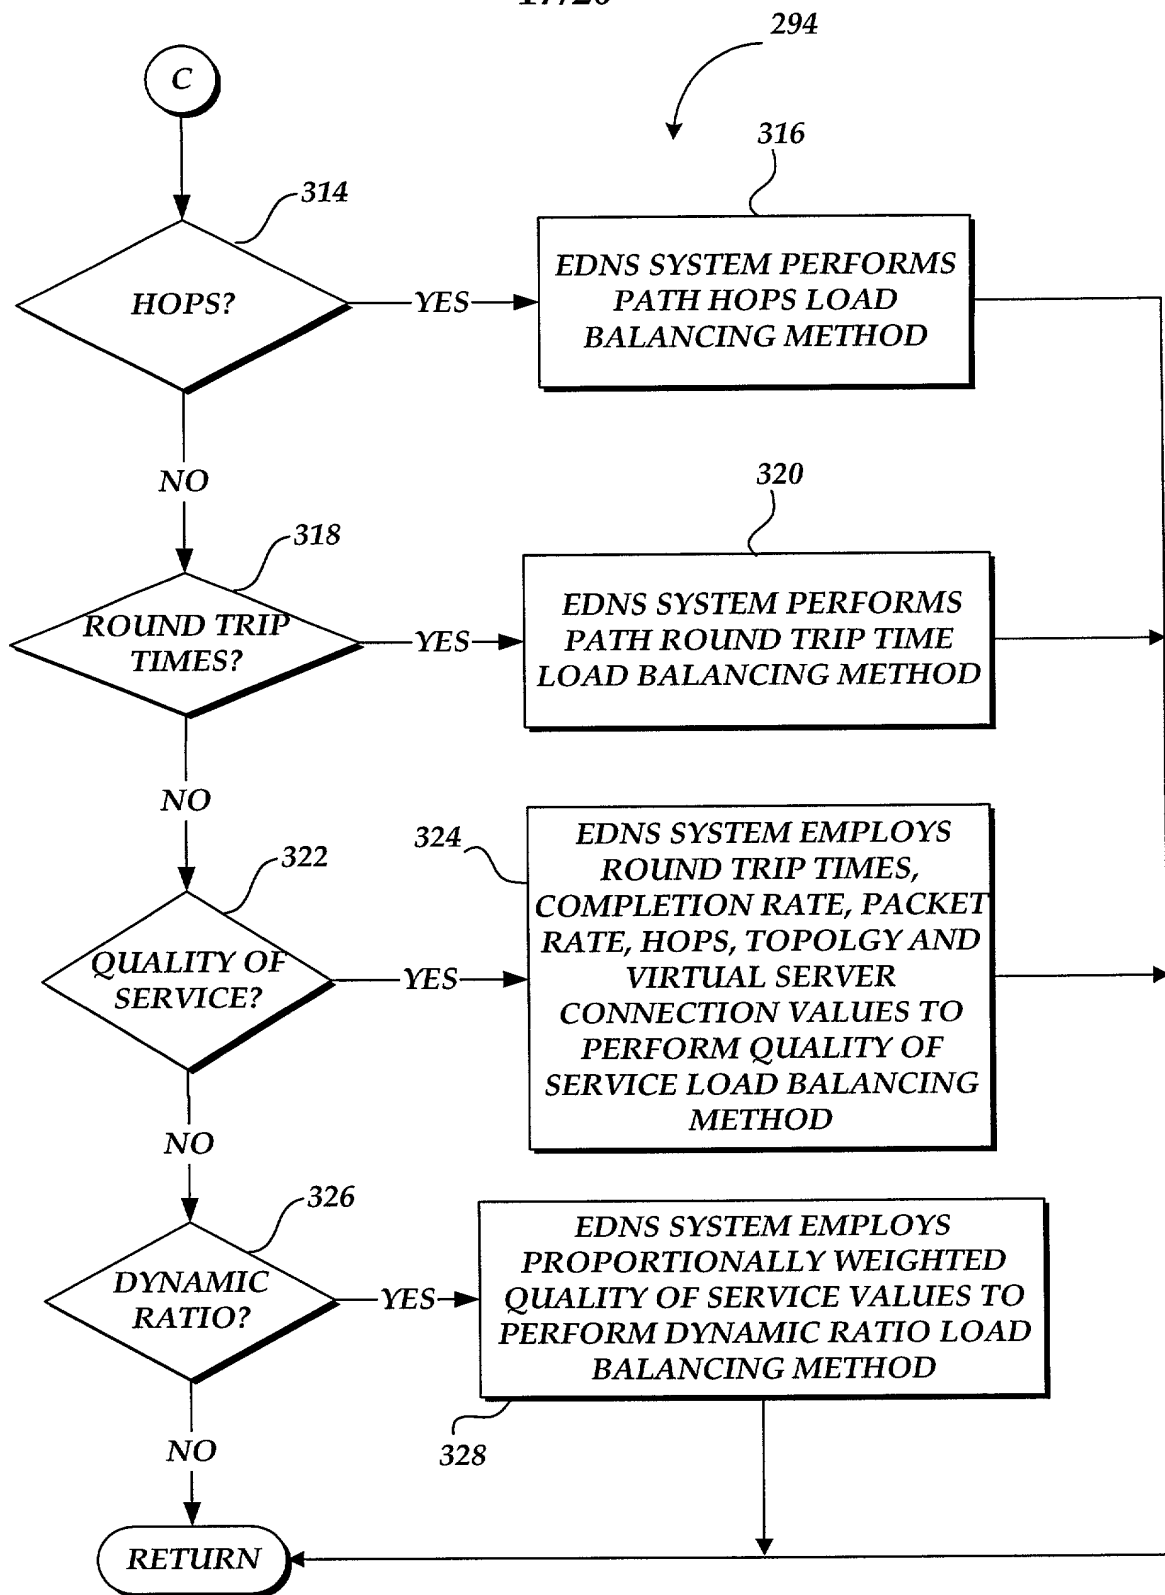 294
C
314
316
HOPS?
YES
EDNS SYSTEM PERFORMS
PATH HOPS LOAD
BALANCING METHOD
NO
318
320
ROUND TRIP
TIMES?
YES
EDNS SYSTEM PERFORMS
PATH ROUND TRIP TIME
LOAD BALANCING METHOD
NO
322
324
QUALITY OF
SERVICE?
YES
EDNS SYSTEM EMPLOYS
ROUND TRIP TIMES,
COMPLETION RATE, PACKET
RATE, HOPS, TOPOLGY AND
VIRTUAL SERVER
CONNECTION VALUES TO
PERFORM QUALITY OF
SERVICE LOAD BALANCING
METHOD
NO
326
DYNAMIC
RATIO?
YES
EDNS SYSTEM EMPLOYS
PROPORTIONALLY WEIGHTED
QUALITY OF SERVICE VALUES TO
PERFORM DYNAMIC RATIO LOAD
BALANCING METHOD
328
NO
RETURN